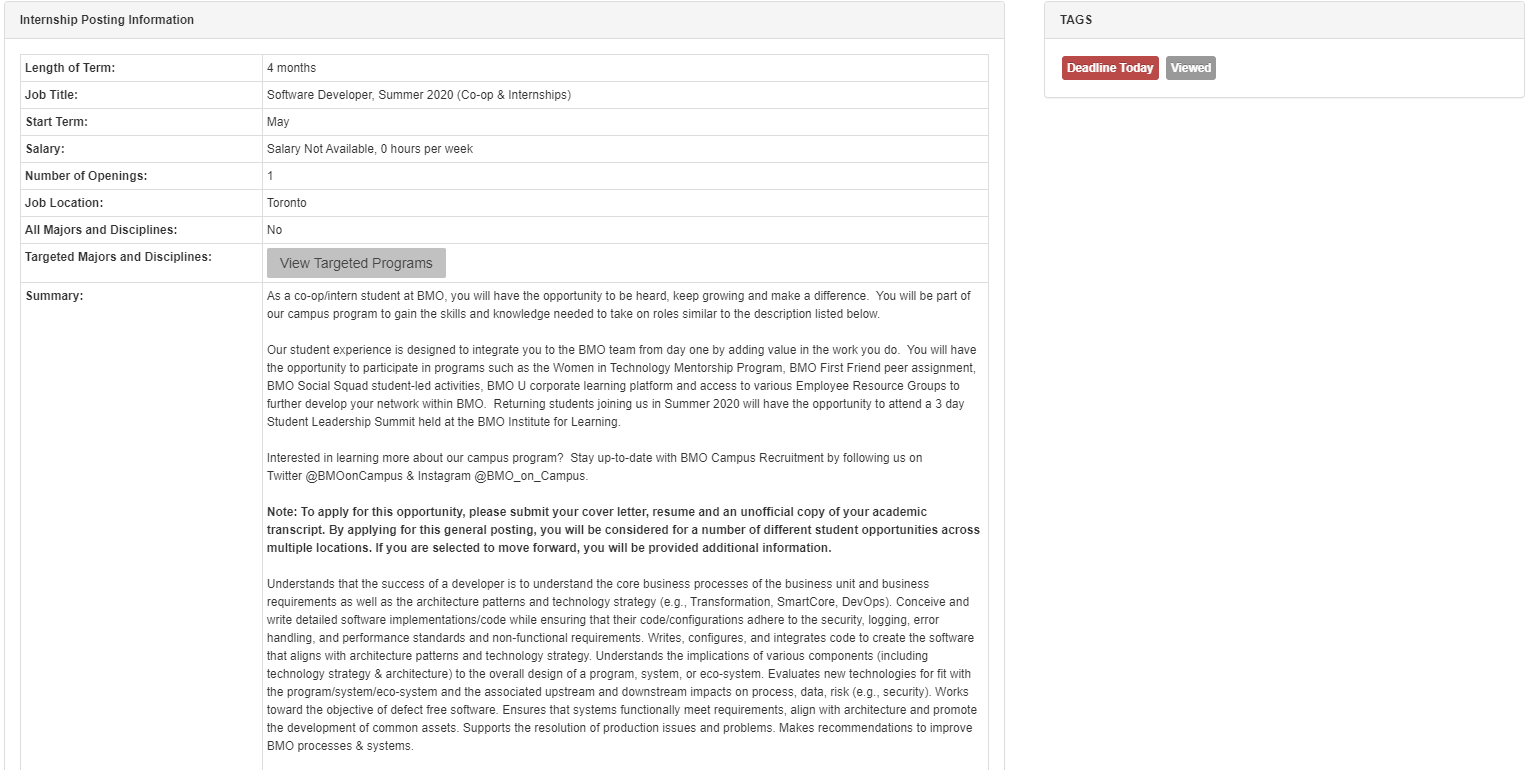 Internship Posting Information
TAGS
Length of Term: 4 months
Deadline Today Viewed
Job Title: Software Developer, Summer 2020 (Co-op & Internships)
Start Term: May
Salary: Salary Not Available, 0 hours per week
Number of Openings: 1
Job Location: Toronto
All Majors and Disciplines: No
Targeted Majors and Disciplines: View Targeted Programs
Summary: As a co-op/intern student at BMO, you will have the opportunity to be heard, keep growing and make a difference.  You will be part of
our campus program to gain the skills and knowledge needed to take on roles similar to the description listed below.
Our student experience is designed to integrate you to the BMO team from day one by adding value in the work you do.  You will have
the opportunity to participate in programs such as the Women in Technology Mentorship Program, BMO First Friend peer assignment,
BMO Social Squad student-led activities, BMO U corporate learning platform and access to various Employee Resource Groups to
further develop your network within BMO.  Returning students joining us in Summer 2020 will have the opportunity to attend a 3 day
Student Leadership Summit held at the BMO Institute for Learning.
Interested in learning more about our campus program?  Stay up-to-date with BMO Campus Recruitment by following us on
Twitter @BMOonCampus & Instagram @BMO_on_Campus.
Note: To apply for this opportunity, please submit your cover letter, resume and an unofficial copy of your academic
transcript. By applying for this general posting, you will be considered for a number of different student opportunities across
multiple locations. If you are selected to move forward, you will be provided additional information.
Understands that the success of a developer is to understand the core business processes of the business unit and business
requirements as well as the architecture patterns and technology strategy (e.g., Transformation, SmartCore, DevOps). Conceive and
write detailed software implementations/code while ensuring that their code/configurations adhere to the security, logging, error
handling, and performance standards and non-functional requirements. Writes, configures, and integrates code to create the software
that aligns with architecture patterns and technology strategy. Understands the implications of various components (including
technology strategy & architecture) to the overall design of a program, system, or eco-system. Evaluates new technologies for fit with
the program/system/eco-system and the associated upstream and downstream impacts on process, data, risk (e.g., security). Works
toward the objective of defect free software. Ensures that systems functionally meet requirements, align with architecture and promote
the development of common assets. Supports the resolution of production issues and problems. Makes recommendations to improve
BMO processes & systems.